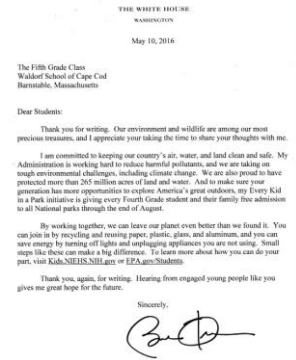 THE WHITE HOUSE
WASHINGTON
May 10, 2016
The Fifth Grade Class
Waldorf School of Cape Cod
Barnstable, Massachusetts
Dear Students:
Thank you for writing. Our environment and wildlife are among our most
precious treasures, and I appreciate your taking the time to share your thoughts with me.
I am committed to keeping our country's air, water, and land clean and safe. My
Administration is working hard to reduce harmful pollutants, and we are taking on
tough environmental challenges, including climate change. We are also proud to have
protected more than 265 million acres of land and water. And to make sure your
generation has more opportunities to explore America's great outdoors, my Every Kid
in a Park initiative is giving every Fourth Grade student and their family free admission
to all National parks through the end of August.
By working together, we can leave our planet even better than we found it. You
can join in by recycling and reusing paper, plastic, glass, and aluminum, and you can
save energy by turning off lights and unplugging appliances you are not using. Small
steps like these can make a big difference. To learn more about how you can do your
part, visit Kids.NIEHS.NIH.gov or EPA.gov/Students.
Thank you, again, for writing. Hearing from engaged young people like you
gives me great hope for the future.
Sincerely,